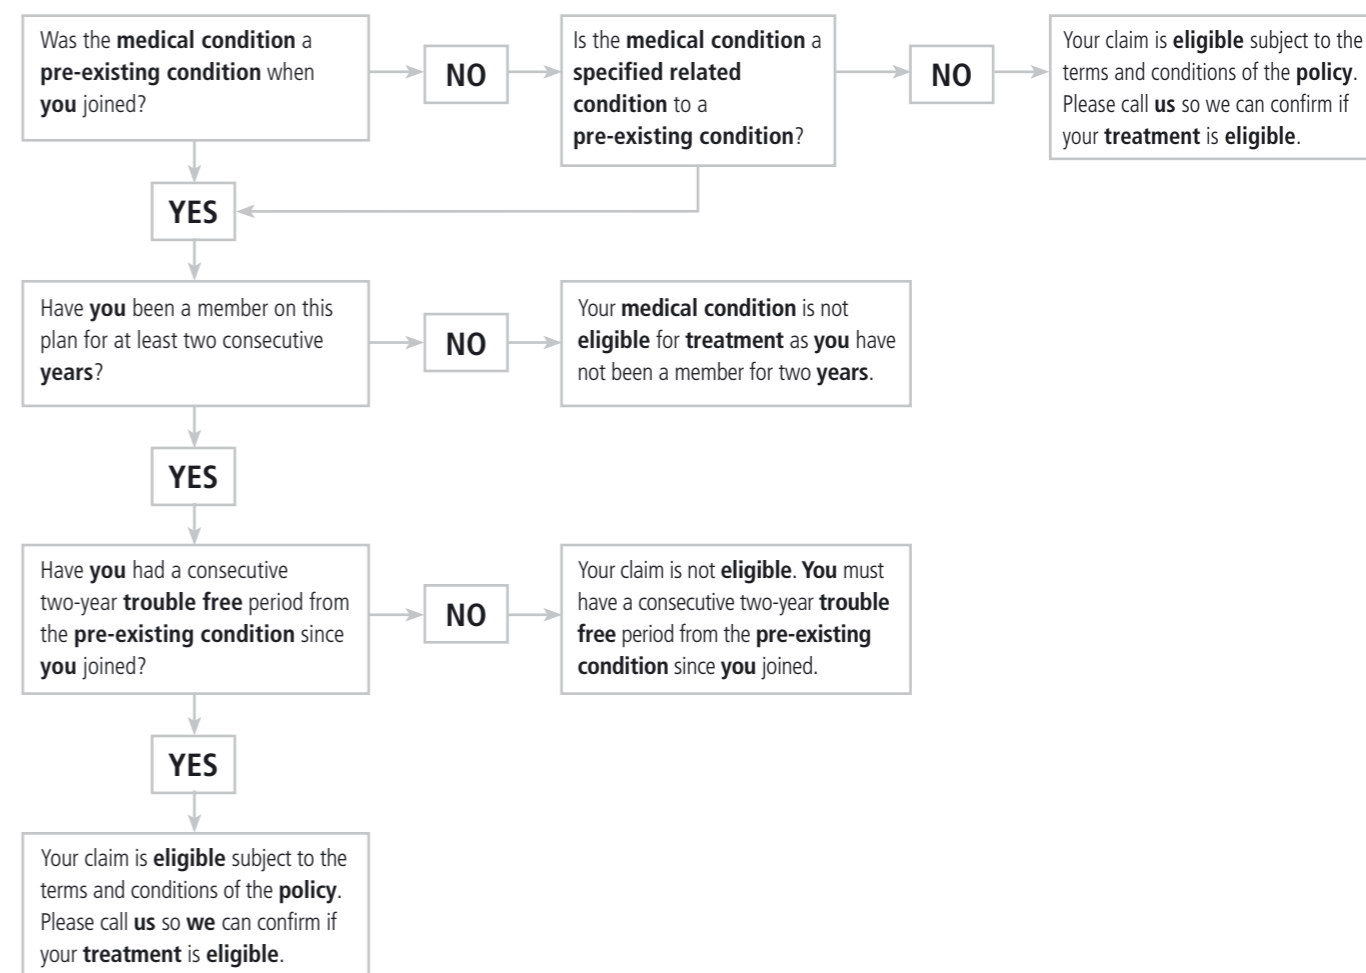 Was the medical condition a
pre-existing condition when
you joined?
NO
Is the medical condition a
specified related
condition to a
pre-existing condition?
NO
Your claim is eligible subject to the
terms and conditions of the policy.
Please call us so we can confirm if
your treatment is eligible.
YES
Have you been a member on this
plan for at least two consecutive
years?
NO
Your medical condition is not
eligible for treatment as you have
not been a member for two years.
YES
Have you had a consecutive
two-year trouble free period from
the pre-existing condition since
you joined?
NO
Your claim is not eligible. You must
have a consecutive two-year trouble
free period from the pre-existing
condition since you joined.
YES
Your claim is eligible subject to the
terms and conditions of the policy.
Please call us so we can confirm if
your treatment is eligible.